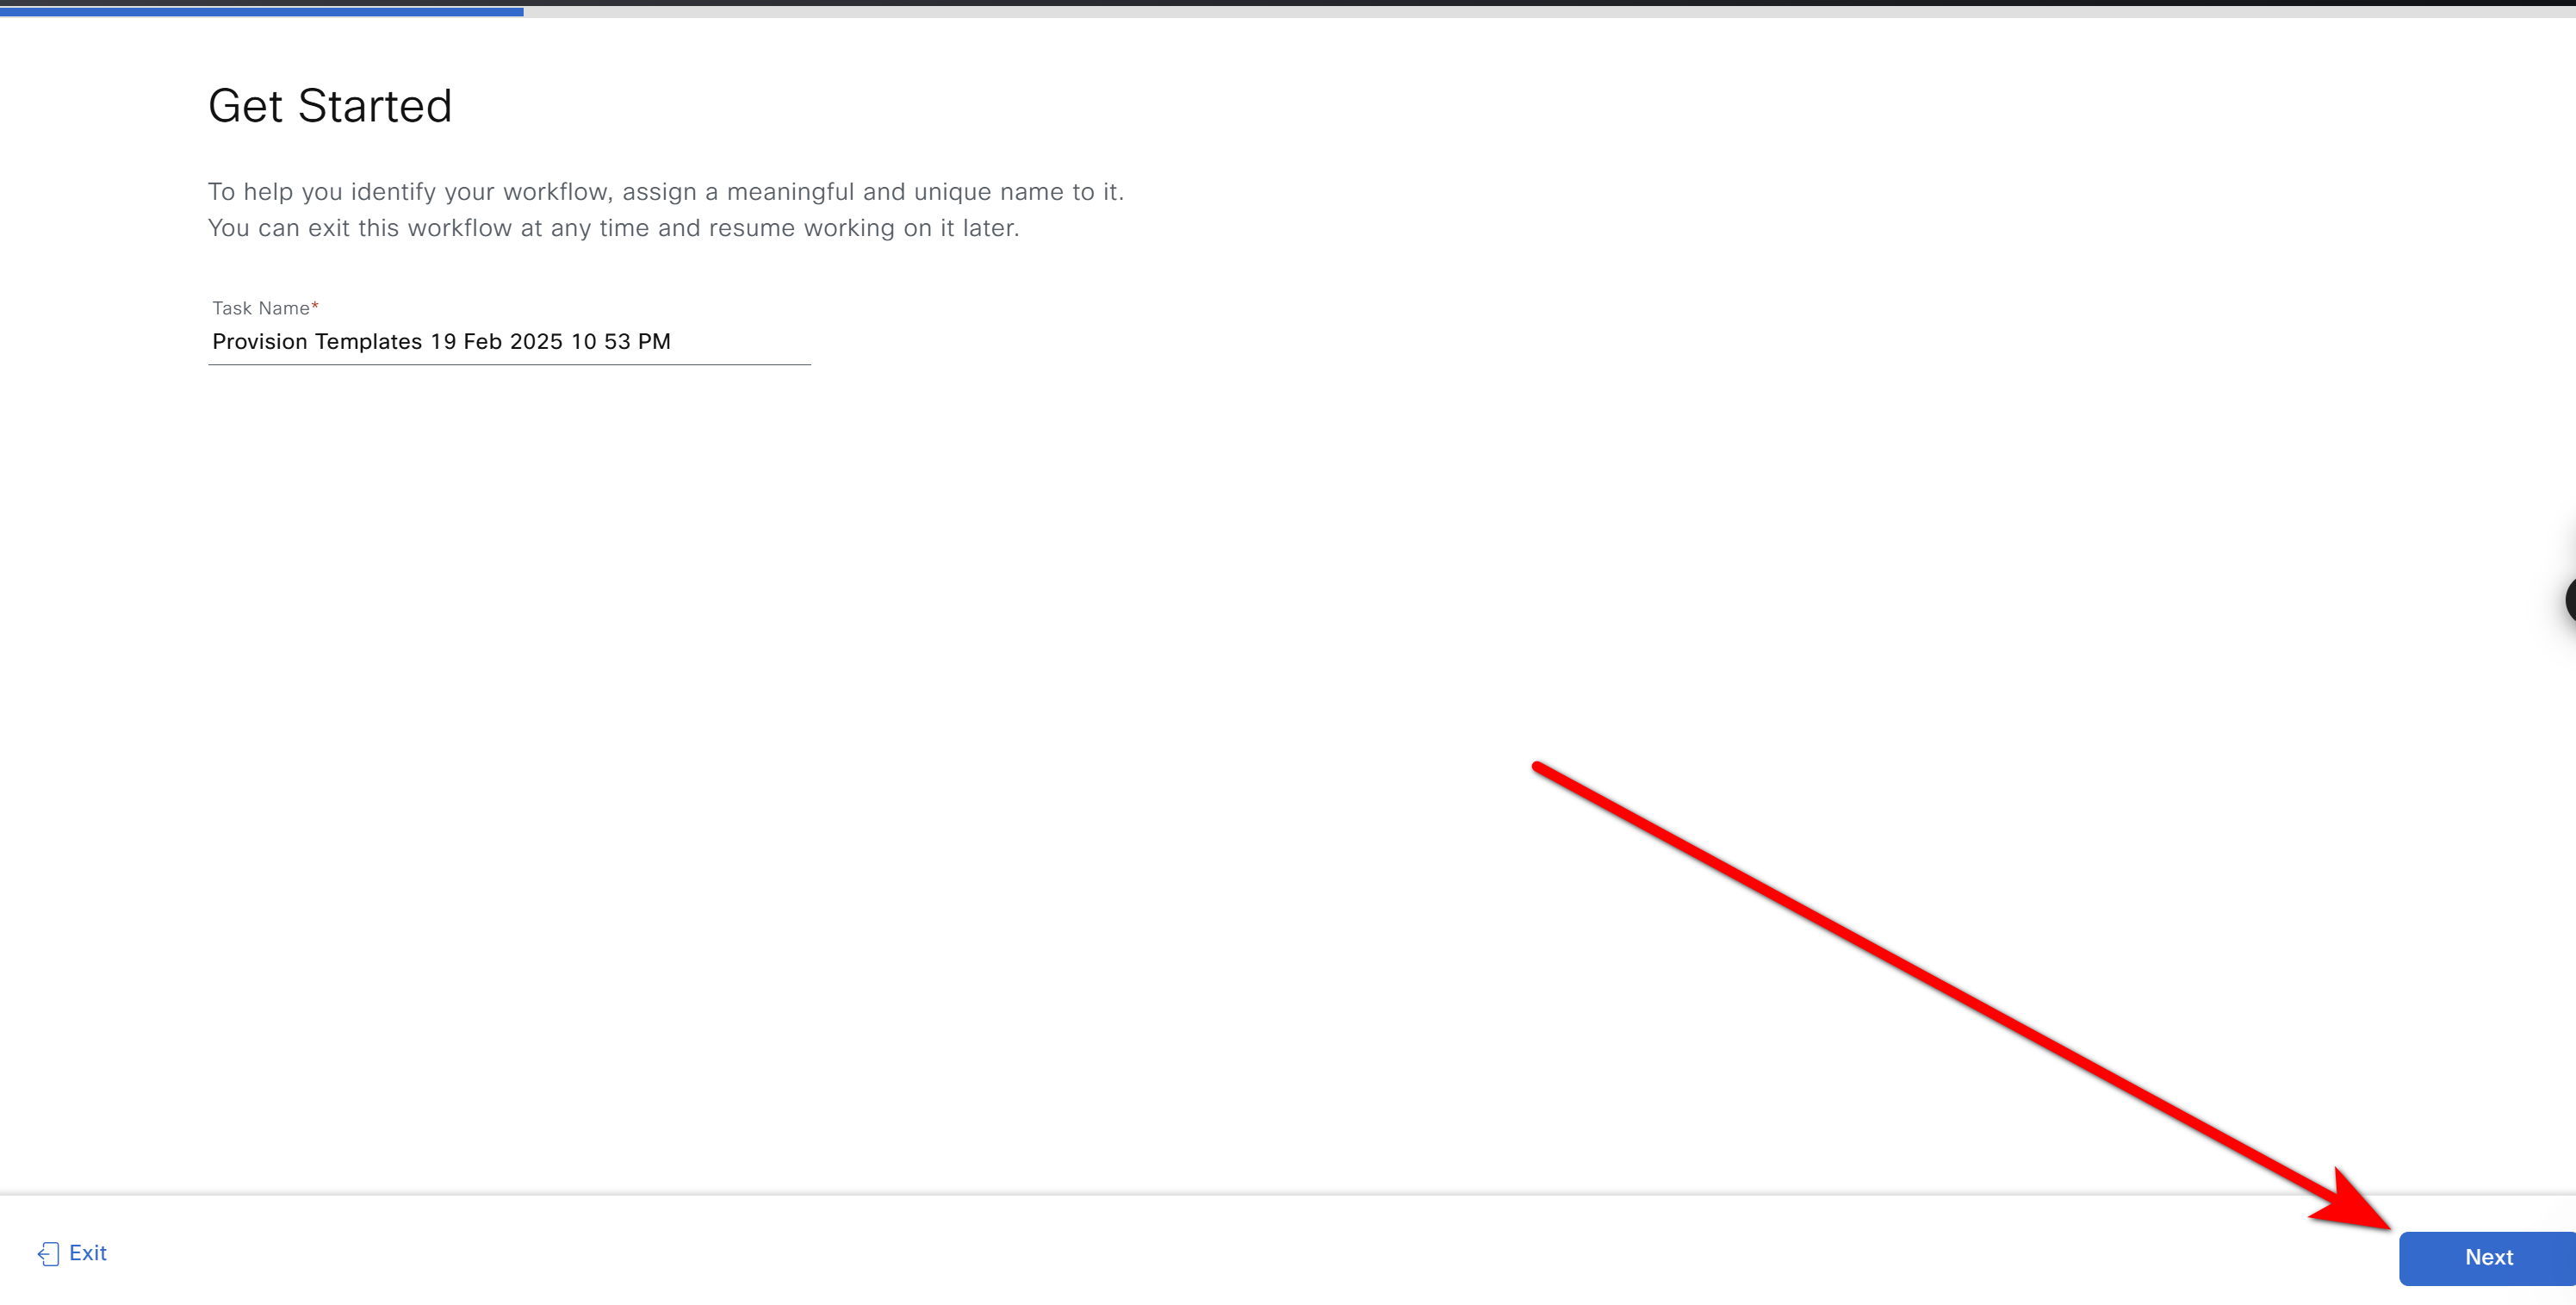 Get Started
To help you identify your workflow, assign a meaningful and unique name to it.
You can exit this workflow at any time and resume working on it later.
Task Name*
Provision Templates 19 Feb 2025 10 53 PM
Exit
Next